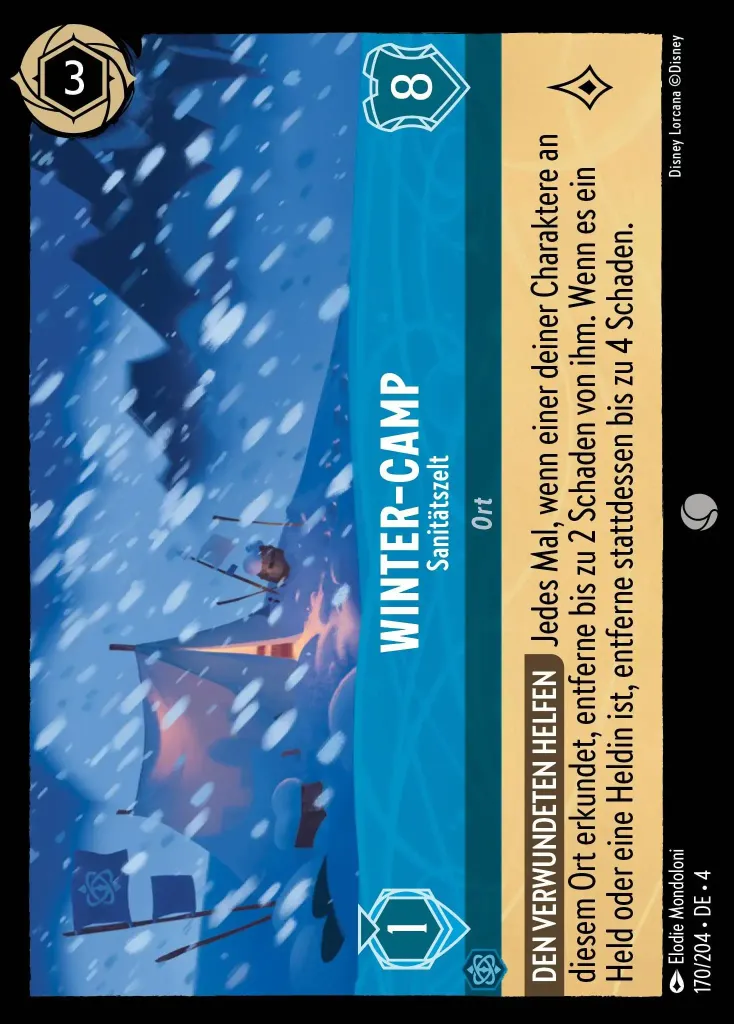 3
WINTER-CAMP
Sanitätszelt
1
8
Ort
DEN VERWUNDETEN HELFEN Jedes Mal, wenn einer deiner Charaktere an
diesem Ort erkundet, entferne bis zu 2 Schaden von ihm. Wenn es ein
Held oder eine Heldin ist, entferne stattdessen bis zu 4 Schaden.
Elodie Mondoloni
170/204 • DE • 4
Disney Lorcana ©Disney